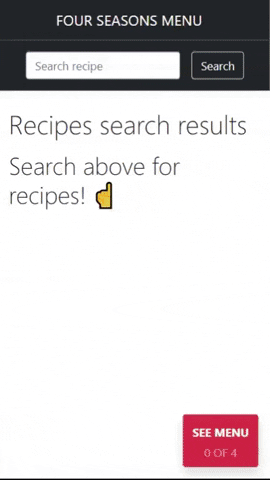 FOUR SEASONS MENU
Search recipe
Search
Recipes search results
Search above for
recipes! ☝
SEE MENU
0 OF 4